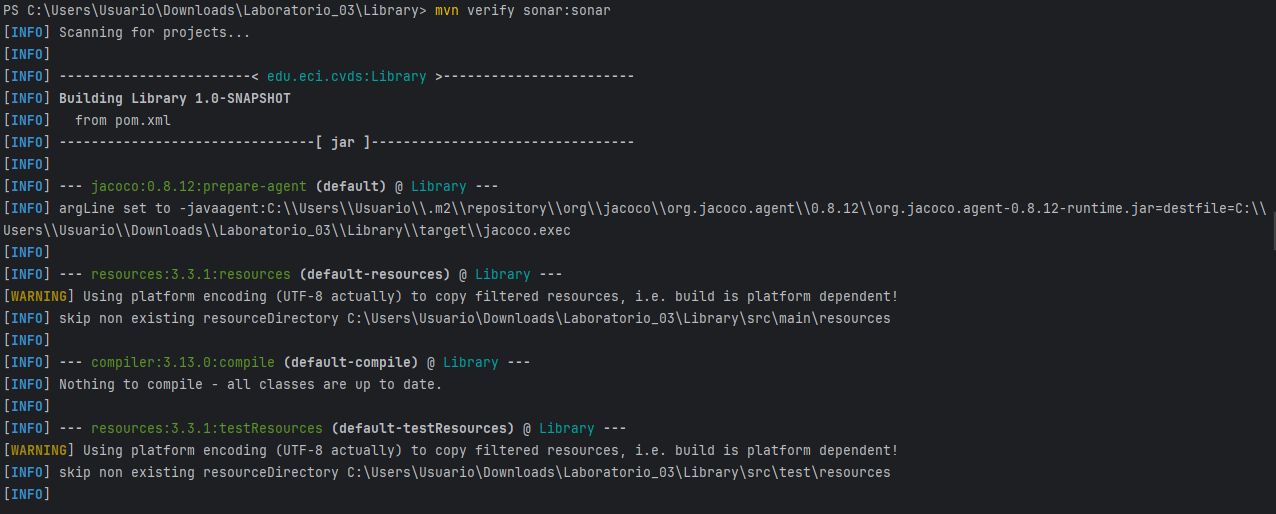 PS C:\Users\Usuario\Downloads\Laboratorio_03\Library> mvn verify sonar:sonar
[INFO] Scanning for projects...
[INFO]
[INFO] ------------------------< edu.eci.cvds:Library >------------------------
[INFO] Building Library 1.0-SNAPSHOT
[INFO]   from pom.xml
[INFO] --------------------------------[ jar ]---------------------------------
[INFO]
[INFO] --- jacoco:0.8.12:prepare-agent (default) @ Library ---
[INFO] argLine set to -javaagent:C:\\Users\\Usuario\\.m2\\repository\\org\\jacoco\\org.jacoco.agent\\0.8.12\\org.jacoco.agent-0.8.12-runtime.jar=destfile=C:\\
Users\\Usuario\\Downloads\\Laboratorio_03\\Library\\target\\jacoco.exec
[INFO]
[INFO] --- resources:3.3.1:resources (default-resources) @ Library ---
[WARNING] Using platform encoding (UTF-8 actually) to copy filtered resources, i.e. build is platform dependent!
[INFO] skip non existing resourceDirectory C:\Users\Usuario\Downloads\Laboratorio_03\Library\src\main\resources
[INFO]
[INFO] --- compiler:3.13.0:compile (default-compile) @ Library ---
[INFO] Nothing to compile - all classes are up to date.
[INFO]
[INFO] --- resources:3.3.1:testResources (default-testResources) @ Library ---
[WARNING] Using platform encoding (UTF-8 actually) to copy filtered resources, i.e. build is platform dependent!
[INFO] skip non existing resourceDirectory C:\Users\Usuario\Downloads\Laboratorio_03\Library\src\test\resources
[INFO]